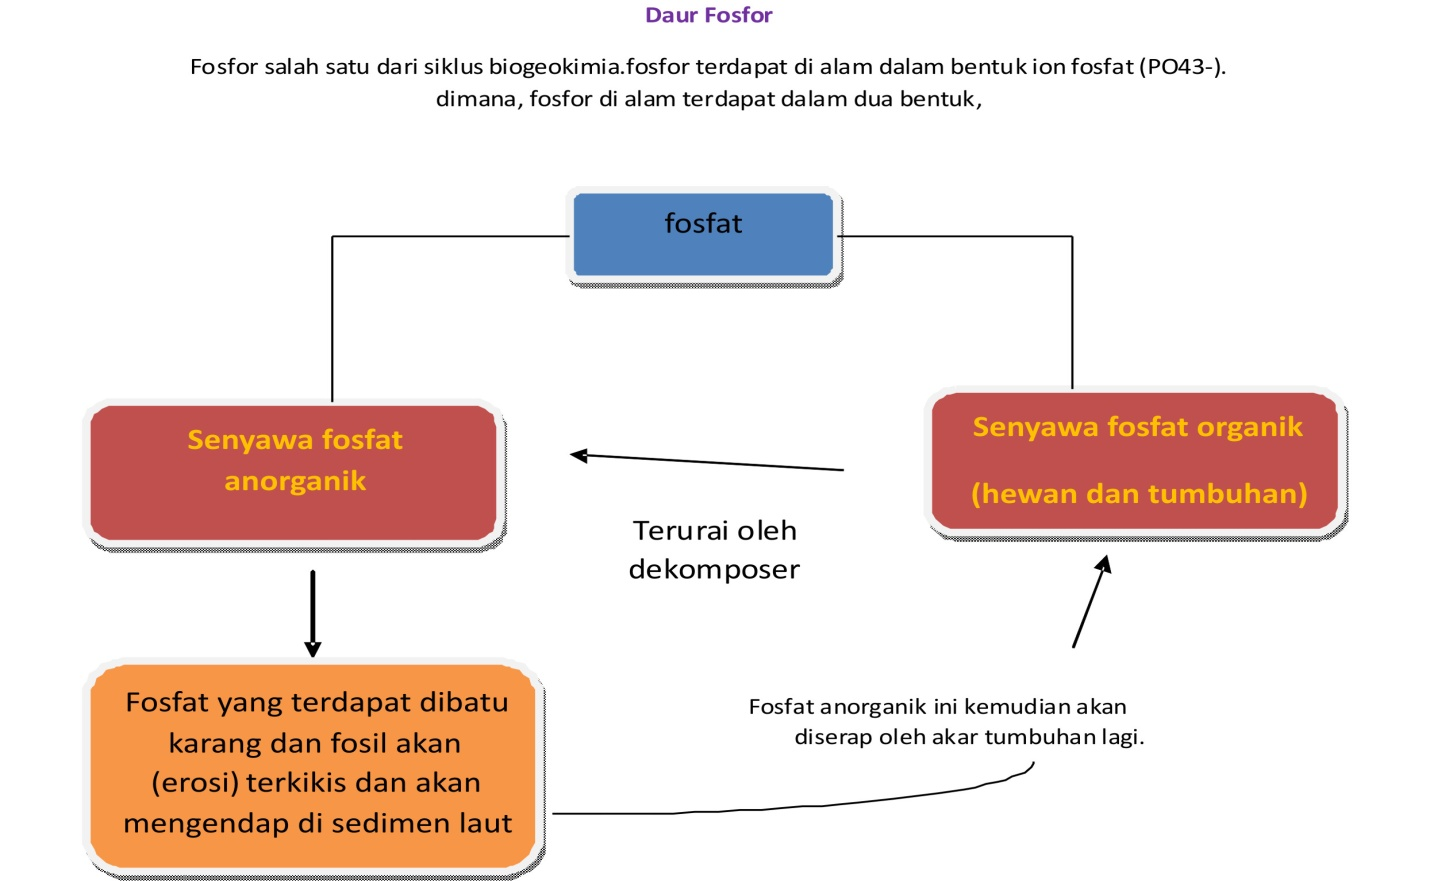 Daur Fosfor
Fosfor salah satu dari siklus biogeokimia.fosfor terdapat di alam dalam bentuk ion fosfat (PO43-).
dimana, fosfor di alam terdapat dalam dua bentuk,
fosfat
Senyawa fosfat
anorganik
Senyawa fosfat organik
(hewan dan tumbuhan)
Terurai oleh
dekomposer
Fosfat yang terdapat dibatu
karang dan fosil akan
(erosi) terkikis dan akan
mengendap di sedimen laut
Fosfat anorganik ini kemudian akan
diserap oleh akar tumbuhan lagi.